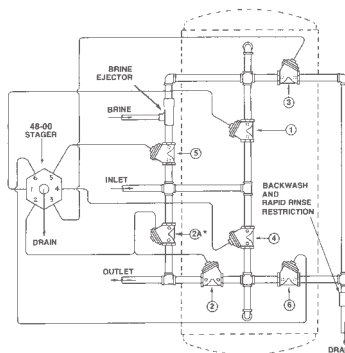 BRINE
EJECTOR
3
48-00
STAGER
BRINE
1
5
6 5
1 4
2 3
INLET
BACKWASH
AND
RAPID RINSE
RESTRICTION
DRAIN
2A*
4
OUTLET
2
6
DRA